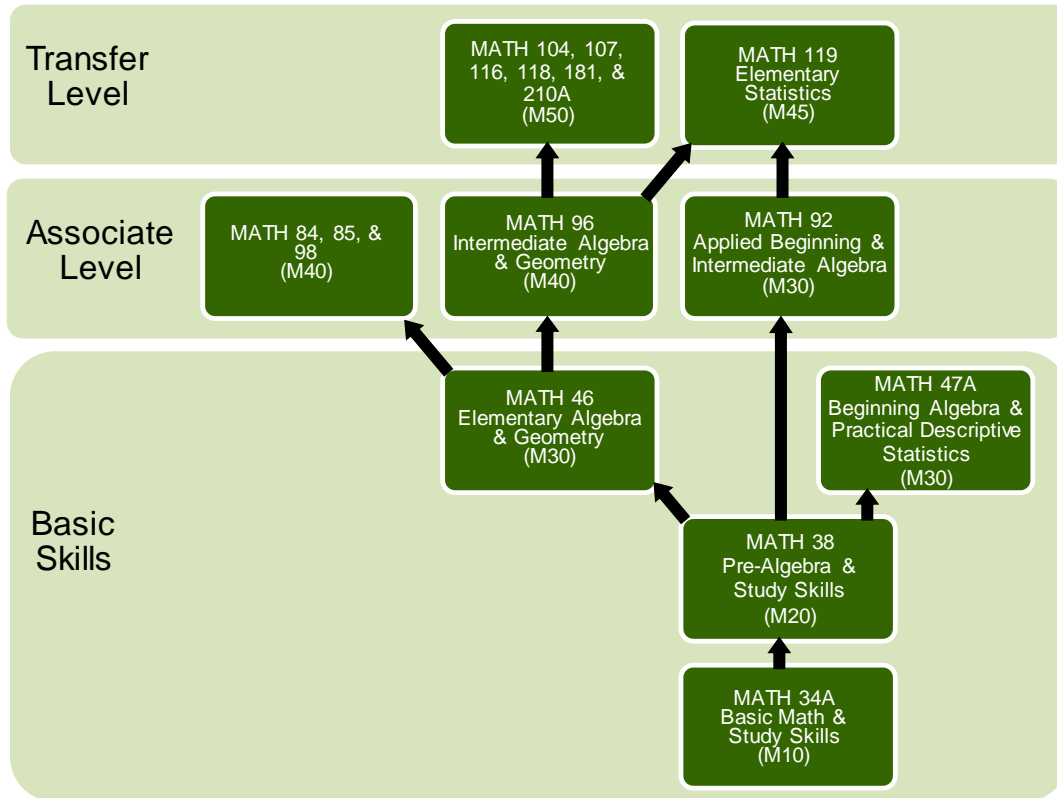 Transfer
Level
MATH 104, 107,
116, 118, 181, &
210A
(M50)
MATH 119
Elementary
Statistics
(M45)
Associate
Level
MATH 84, 85, &
98
(M40)
MATH 96
Intermediate Algebra
& Geometry
(M40)
MATH 92
Applied Beginning &
Intermediate Algebra
(M30)
Basic
Skills
MATH 46
Elementary Algebra
& Geometry
(M30)
MATH 47A
Beginning Algebra &
Practical Descriptive
Statistics
(M30)
MATH 38
Pre-Algebra &
Study Skills
(M20)
MATH 34A
Basic Math &
Study Skills
(M10)